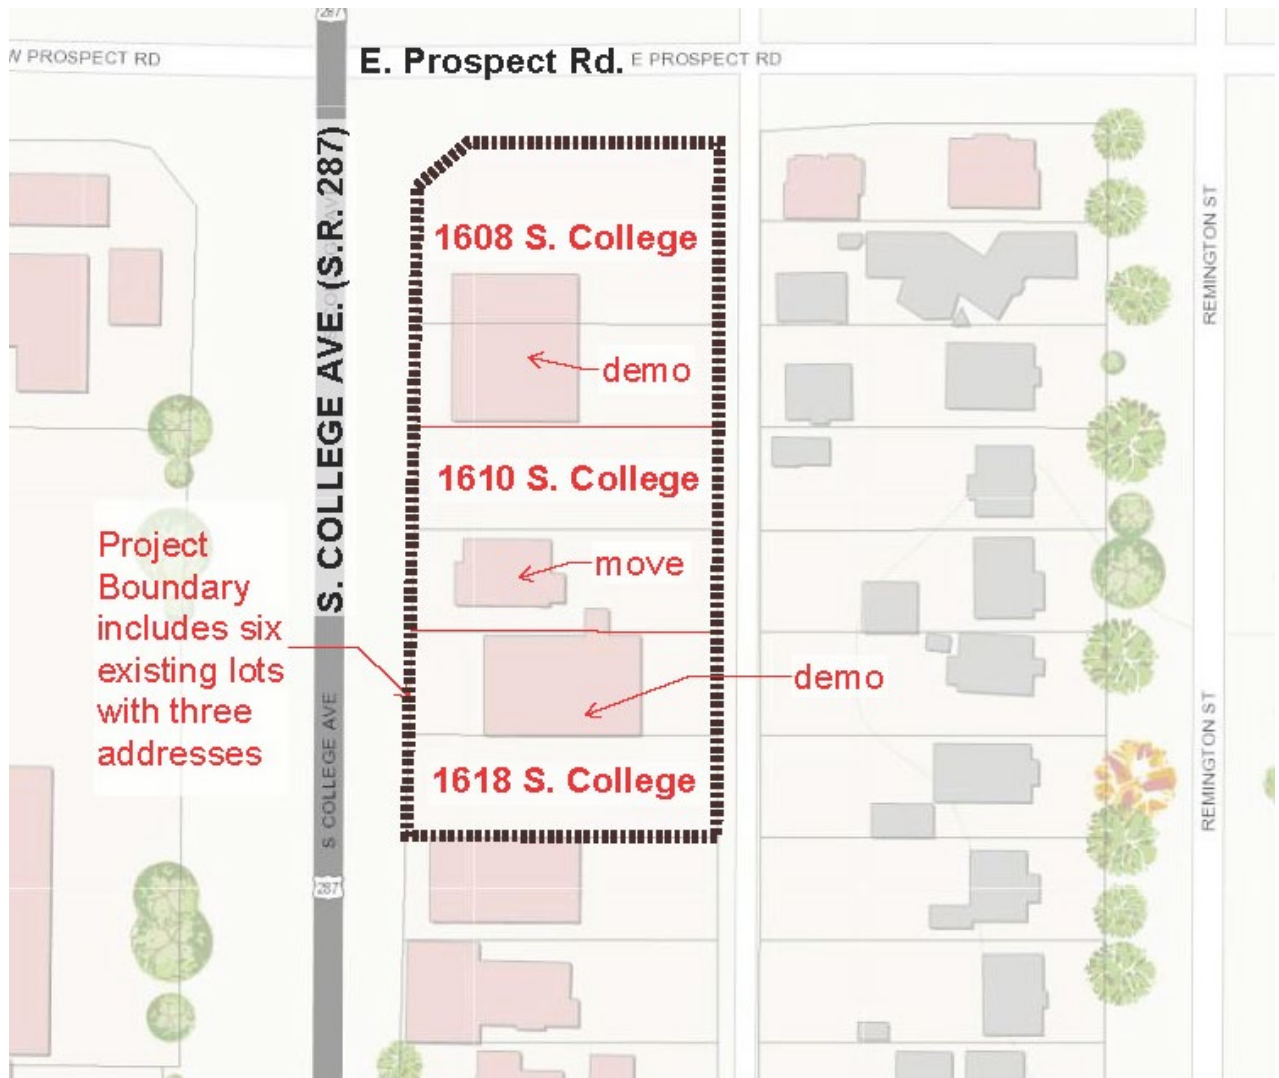 287
W PROSPECT RD
E. Prospect Rd.
E PROSPECT RD
S. COLLEGE AVE. (S.R. 287)
REMINGTON ST
1608 S. College
demo
1610 S. College
move
Project
Boundary
includes six
existing lots
with three
addresses
demo
1618 S. College
S COLLEGE AVE
REMINGTON ST
287